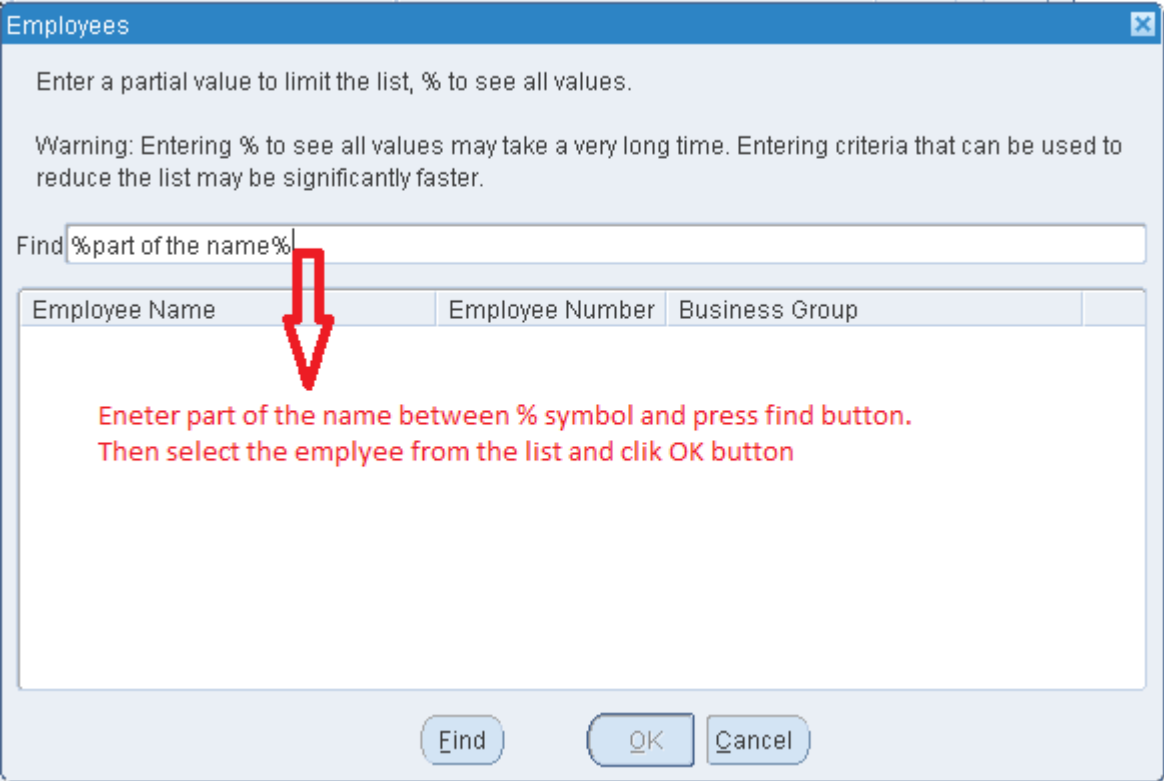 Employees
Enter a partial value to limit the list, % to see all values.
Warning: Entering % to see all values may take a very long time. Entering criteria that can be used to
reduce the list may be significantly faster.
Find %part of the name%
Employee Name Employee Number Business Group
Eneter part of the name between % symbol and press find button.
Then select the emplyee from the list and clik OK button
Find OK Cancel